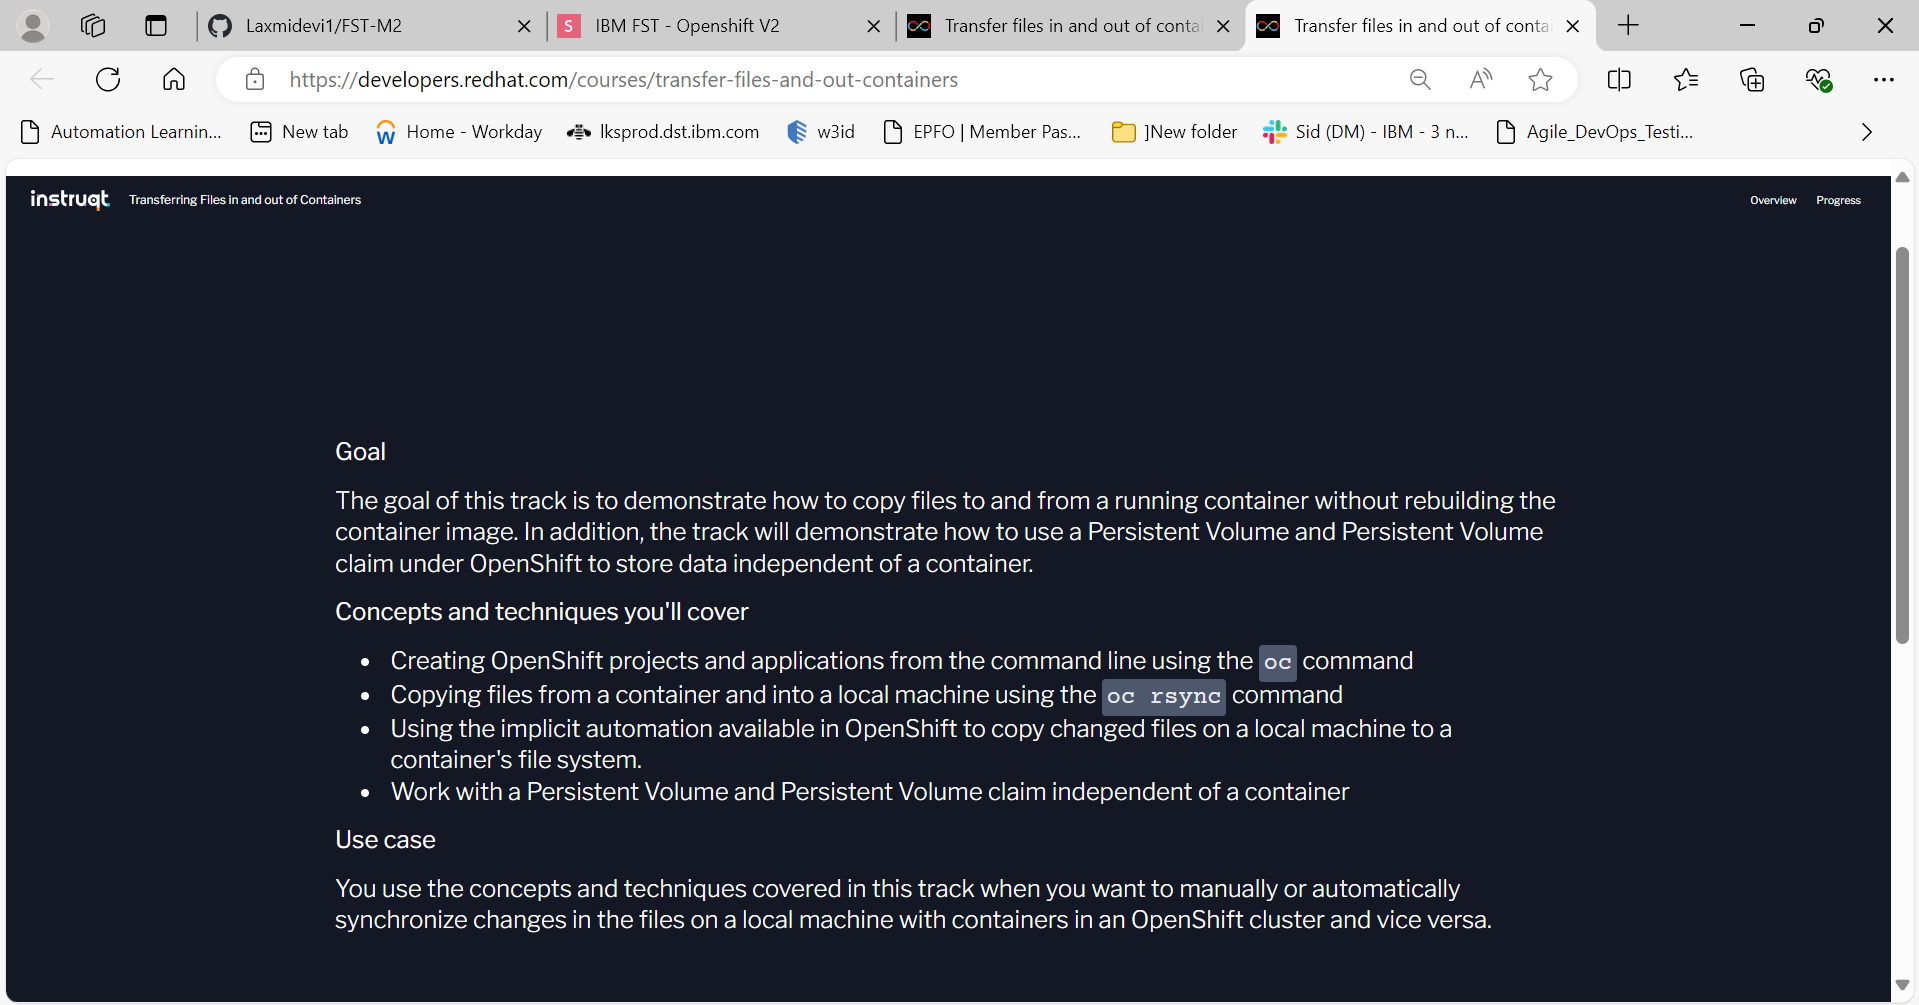 Laxmidevi1/FST-M2
S IBM FST - Openshift V2
Transfer files in and out of contai
Transfer files in and out of contai
https://developers.redhat.com/courses/transfer-files-and-out-containers
Automation Learnin...
New tab
Home - Workday
lksprod.dst.ibm.com
w3id
EPFO | Member Pas...
]New folder
Sid (DM) - IBM - 3 n...
Agile_DevOps_Testi...
instruqt
Transferring Files in and out of Containers
Overview
Progress
Goal
The goal of this track is to demonstrate how to copy files to and from a running container without rebuilding the
container image. In addition, the track will demonstrate how to use a Persistent Volume and Persistent Volume
claim under OpenShift to store data independent of a container.
Concepts and techniques you'll cover
• Creating OpenShift projects and applications from the command line using the oc command
• Copying files from a container and into a local machine using the oc rsync command
• Using the implicit automation available in OpenShift to copy changed files on a local machine to a
container's file system.
• Work with a Persistent Volume and Persistent Volume claim independent of a container
Use case
You use the concepts and techniques covered in this track when you want to manually or automatically
synchronize changes in the files on a local machine with containers in an OpenShift cluster and vice versa.